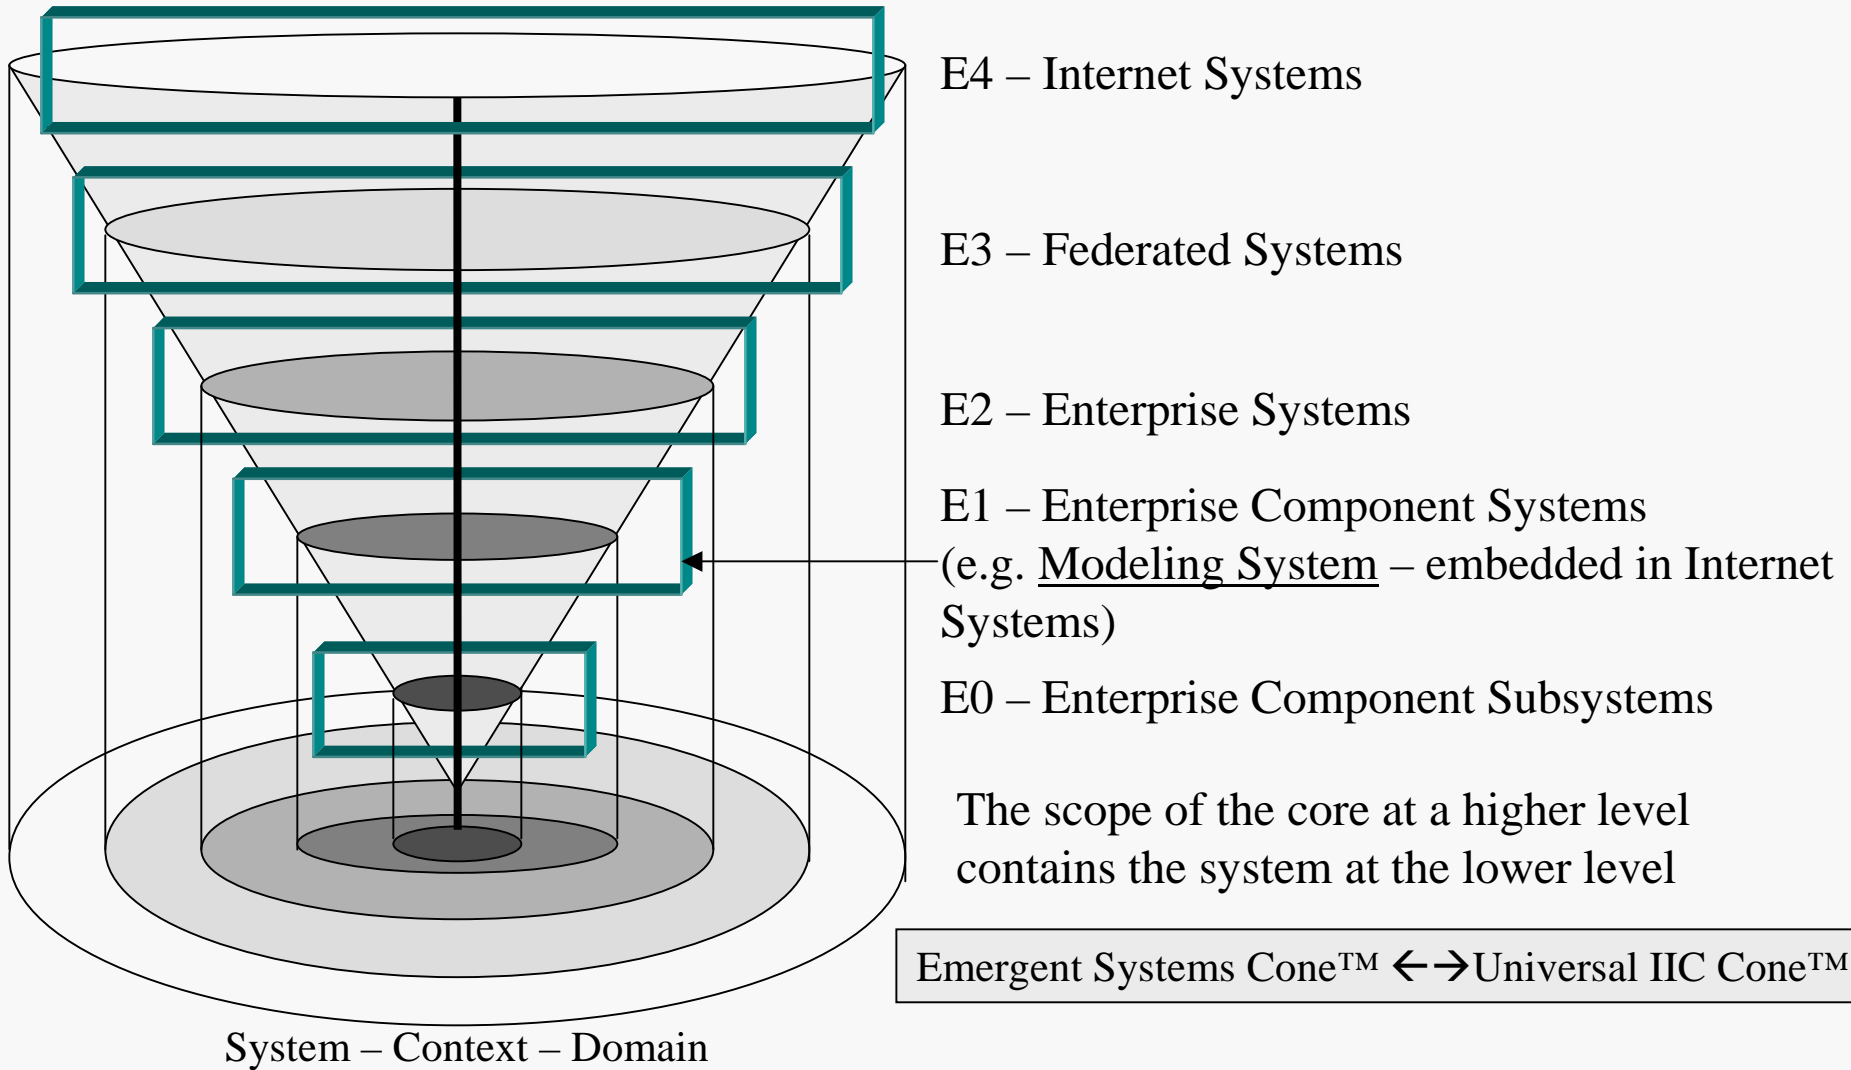 E4 – Internet Systems
E3 – Federated Systems
E2 – Enterprise Systems
E1 – Enterprise Component Systems
(e.g. Modeling System – embedded in Internet
Systems)
E0 – Enterprise Component Subsystems
The scope of the core at a higher level
contains the system at the lower level
Emergent Systems Cone™ ←→Universal IIC Cone™
System – Context – Domain